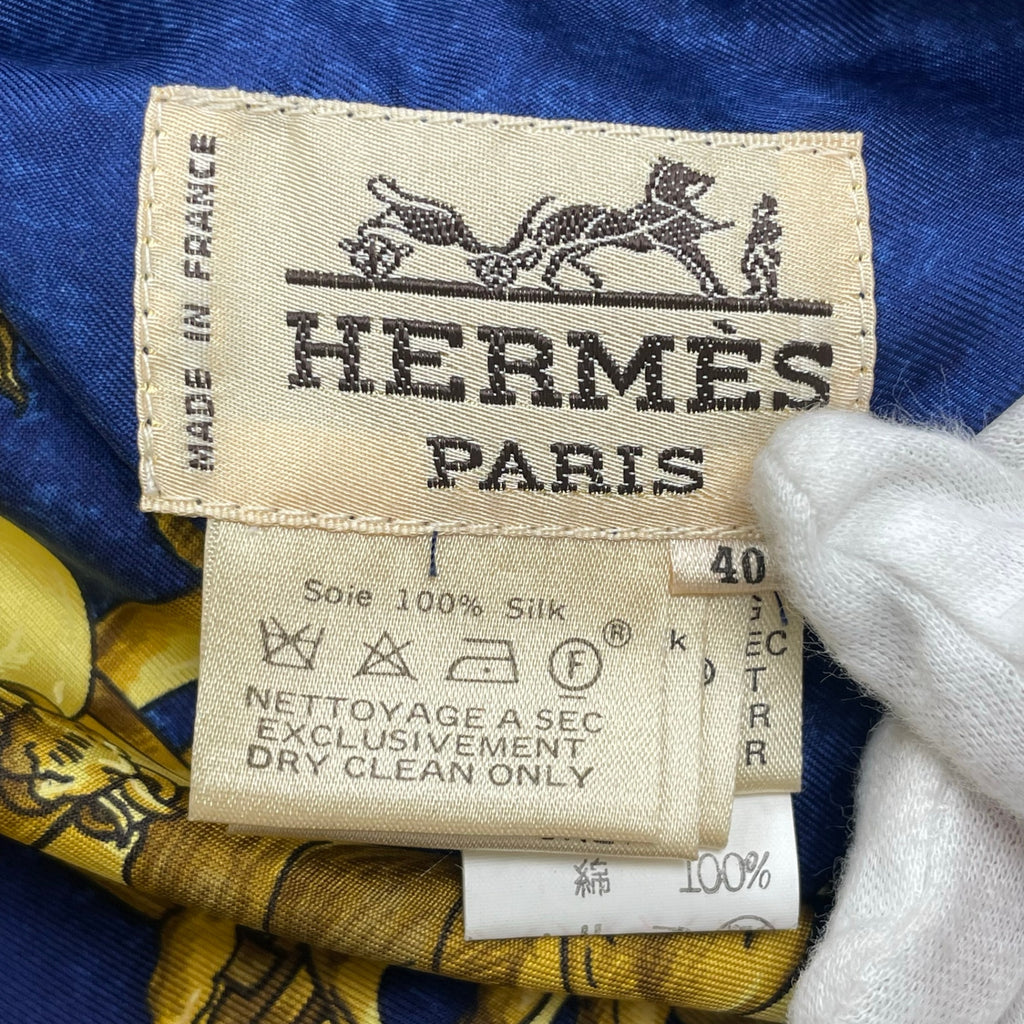 MADE IN FRANCE
HERMÈS
PARIS
40
Soie 100% Silk
F
®
NETTOYAGE A SEC
EXCLUSIVEMENT
DRY CLEAN ONLY
k
C
E
T
R
R
綿 100%